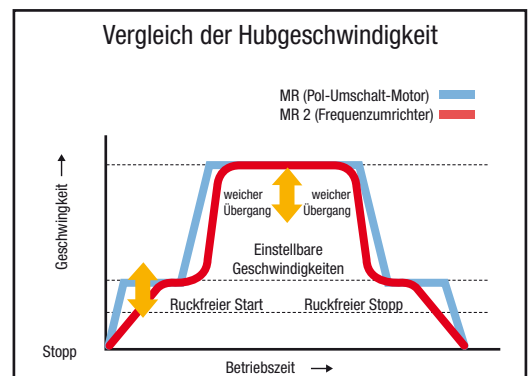 Vergleich der Hubgeschwindigkeit
MR (Pol-Umschalt-Motor)
MR 2 (Frequenzumrichter)
Geschwingkeit
weicher
Übergang
weicher
Übergang
Einstellbare
Geschwindigkeiten
Ruckfreier Start
Ruckfreier Stopp
Stopp
Betriebszeit